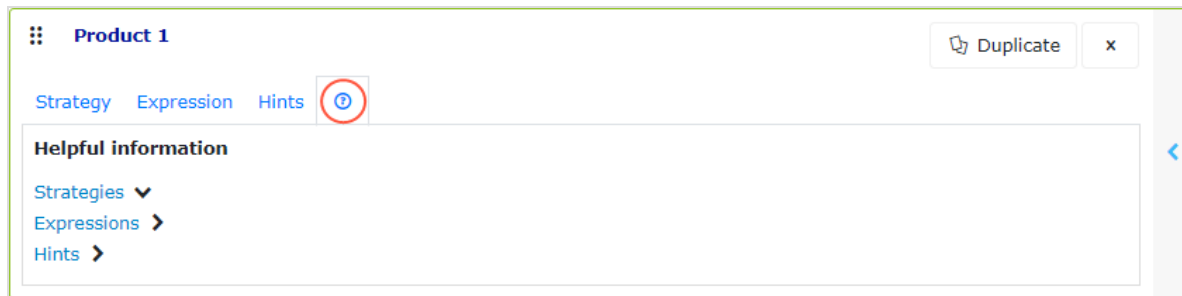 Product 1
Duplicate x
Strategy Expression Hints ?
Helpful information
Strategies
Expressions
Hints